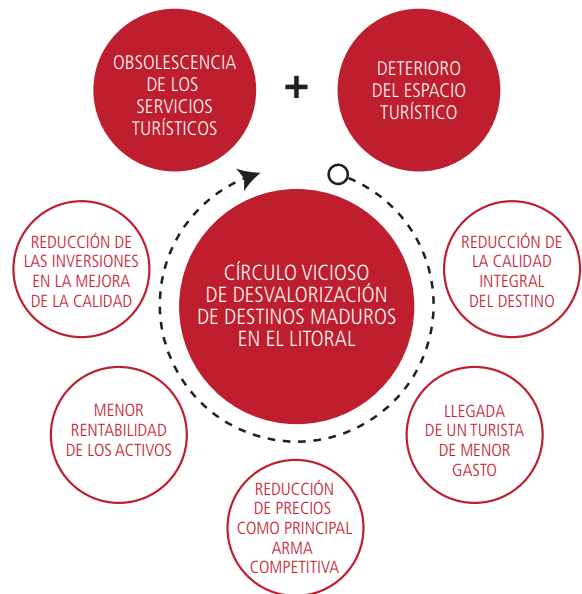 OBSOLESCENCIA
DE LOS
SERVICIOS
TURÍSTICOS
+
DETERIORO
DEL ESPACIO
TURÍSTICO
REDUCCIÓN DE
LA CALIDAD
INTEGRAL
DEL DESTINO
LLEGADA
DE UN TURISTA
DE MENOR
GASTO
REDUCCIÓN
DE PRECIOS
COMO PRINCIPAL
ARMA
COMPETITIVA
MENOR
RENTABILIDAD
DE LOS ACTIVOS
REDUCCIÓN DE
LAS INVERSIONES
EN LA MEJORA
DE LA CALIDAD
CÍRCULO VICIOSO
DE DESVALORIZACIÓN
DE DESTINOS MADUROS
EN EL LITORAL